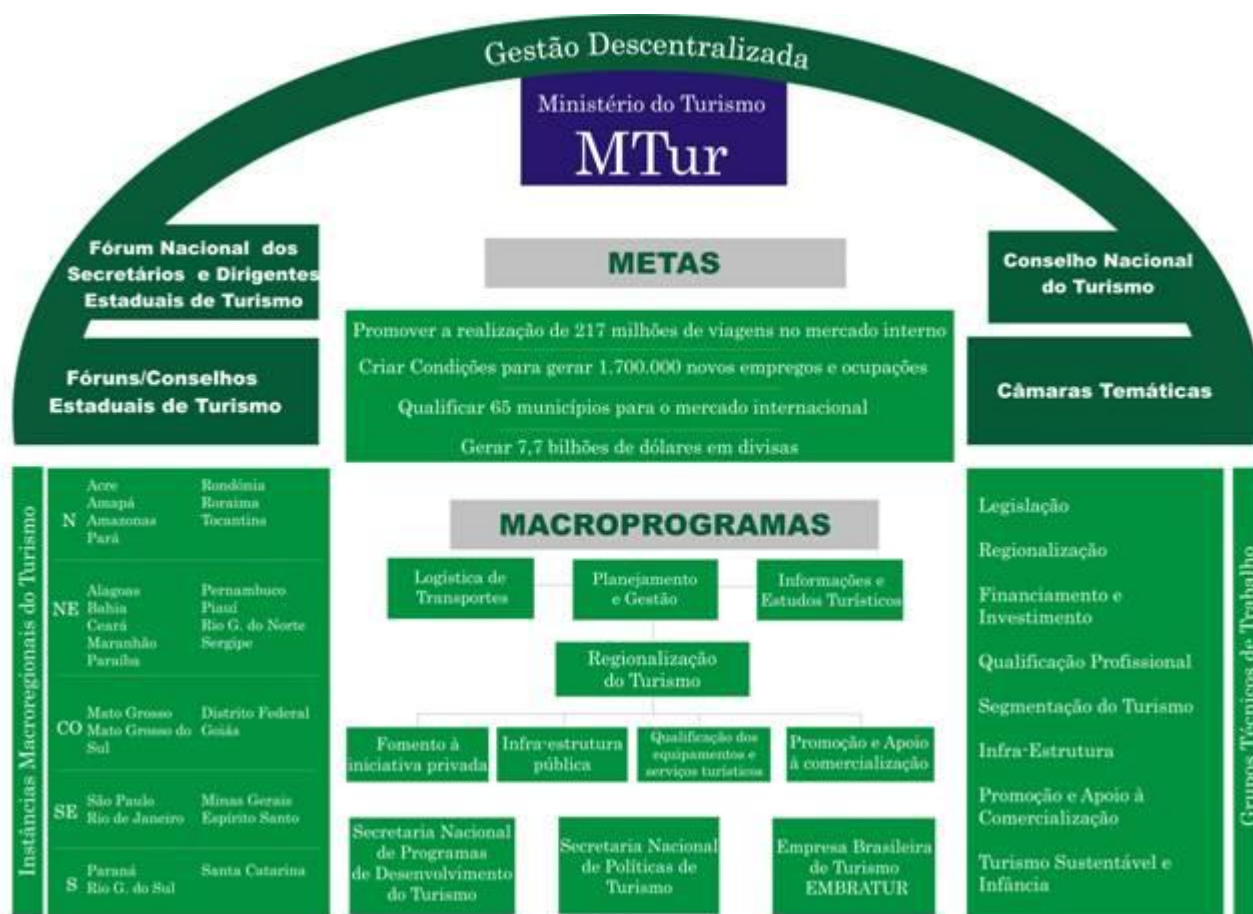 Gestão Descentralizada
Ministério do Turismo
MTur
Fórum Nacional dos
Secretários e Dirigentes
Estaduais de Turismo
Fóruns/Conselhos
Estaduais de Turismo
METAS
Promover a realização de 217 milhões de viagens no mercado interno
Criar Condições para gerar 1.700.000 novos empregos e ocupações
Qualificar 65 municípios para o mercado internacional
Gerar 7,7 bilhões de dólares em divisas
Conselho Nacional
do Turismo
Câmaras Temáticas
Instâncias Macroregionais do Turismo
N
Acre
Amapá
Amazonas
Pará
Rondônia
Roraima
Tocantins
NE
Alagoas
Bahia
Ceará
Maranhão
Paraíba
Pernambuco
Piauí
Rio G. do Norte
Sergipe
CO
Mato Grosso
Mato Grosso do
Sul
Distrito Federal
Goiás
SE
São Paulo
Rio de Janeiro
Minas Gerais
Espírito Santo
S
Paraná
Rio G. do Sul
Santa Catarina
MACROPROGRAMAS
Logística de
Transportes
Planejamento
e Gestão
Informações e
Estudos Turísticos
Regionalização
do Turismo
Fomento à
iniciativa privada
Infra-estrutura
pública
Qualificação dos
equipamentos e
serviços turísticos
Promoção e Apoio
à comercialização
Secretaria Nacional
de Programas
de Desenvolvimento
do Turismo
Secretaria Nacional
de Políticas de
Turismo
Empresa Brasileira
de Turismo
EMBRATUR
Legislação
Regionalização
Financiamento e
Investimento
Qualificação Profissional
Segmentação do Turismo
Infra-Estrutura
Promoção e Apoio à
Comercialização
Turismo Sustentável e
Infância
Grupos Técnicos de Trabalho